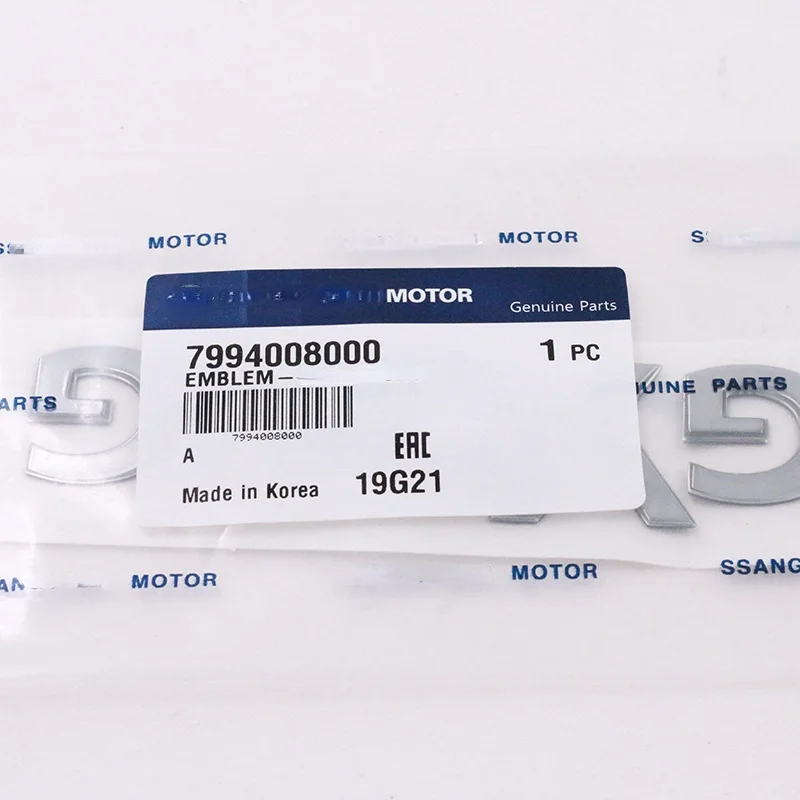 MOTOR
MOTOR
S
MOTOR
Genuine Parts
7994008000
1 PC
EMBLEM-
UINE PARTS
ARTS
7994008000
A
EAC
Made in Korea
19G21
G
G
MOTOR
MOTOR
SSANG